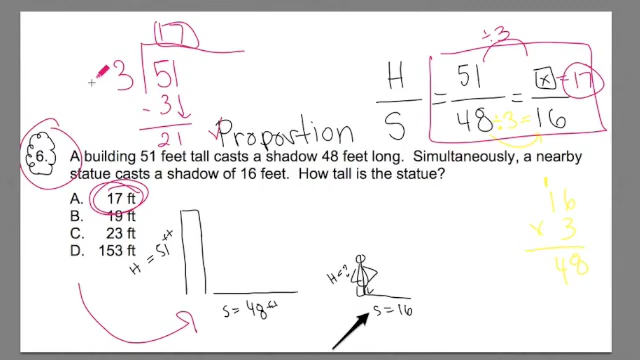 17
3 51
- 3
21
Proportion
H 51 x = 17
S = 48 = 16
÷3
÷3 =
6. A building 51 feet tall casts a shadow 48 feet long. Simultaneously, a nearby
statue casts a shadow of 16 feet. How tall is the statue?
A. 17 ft
B. 19 ft
C. 23 ft
D. 153 ft
H = 51 ft
S = 48 ft
H = ?
S = 16
1
16
x 3
48